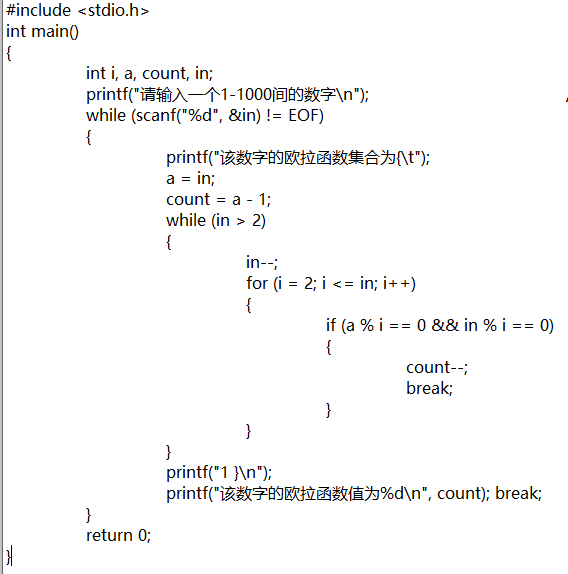 #include <stdio.h>
int main()
{
int i, a, count, in;
printf("请输入一个1-1000间的数字\n");
while (scanf("%d", &in) != EOF)
{
printf("该数字的欧拉函数集合为{\t");
a = in;
count = a - 1;
while (in > 2)
{
in--;
for (i = 2; i <= in; i++)
{
if (a % i == 0 && in % i == 0)
{
count--;
break;
}
}
}
printf("1 }\n");
printf("该数字的欧拉函数值为%d\n", count); break;
}
return 0;
}